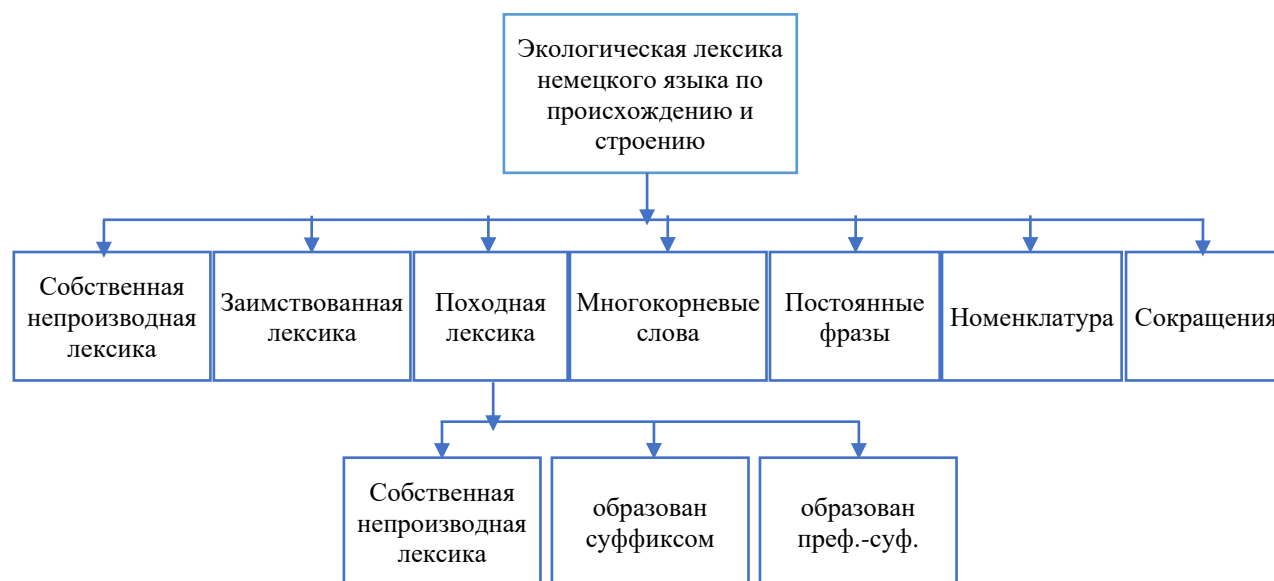 Экологическая лексика
немецкого языка по
происхождению и
строению
Собственная
непроизводная
лексика
Заимствованная
лексика
Походная
лексика
Многокорневые
слова
Постоянные
фразы
Номенклатура
Сокращения
Собственная
непроизводная
лексика
образован
суффиксом
образован
преф.-суф.